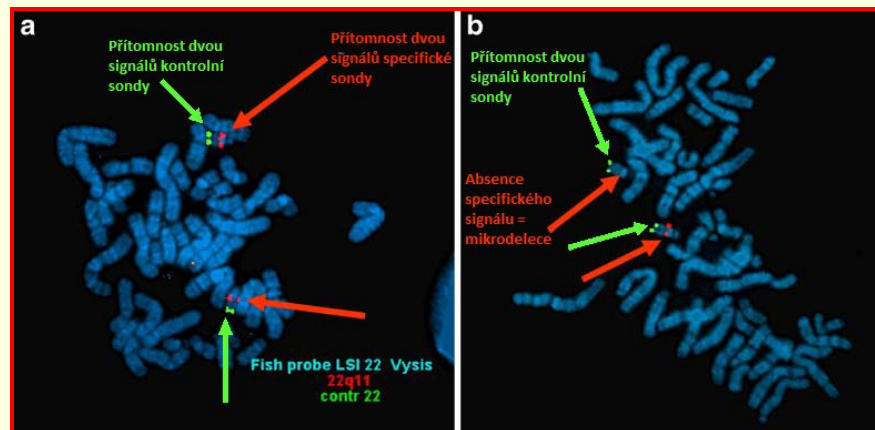 a
Přítomnost dvou
signálů kontrolní
sondy
Přítomnost dvou
signálů specifické
sondy
Fish probe LSI 22 Vysis
22q11
contr 22
b
Přítomnost dvou
signálů kontrolní
sondy
Absence
specifického
signálu =
mikrodelece